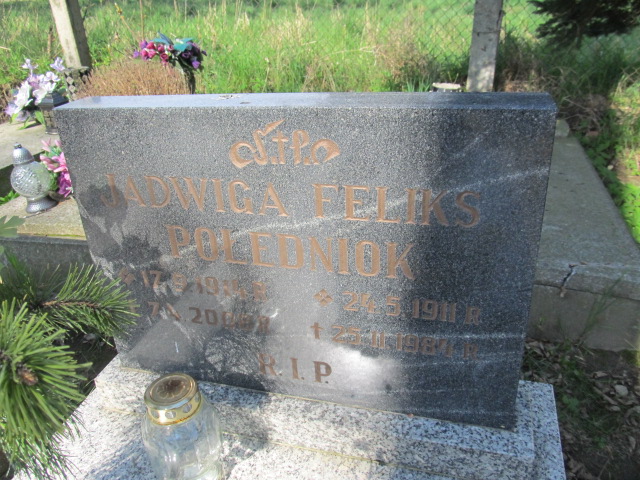 Ś.†P.
JADWIGA FELIKS
POLEDNIOK
✲ 24.5.1911 R.
† 25.11.1984 R.
R.I.P.